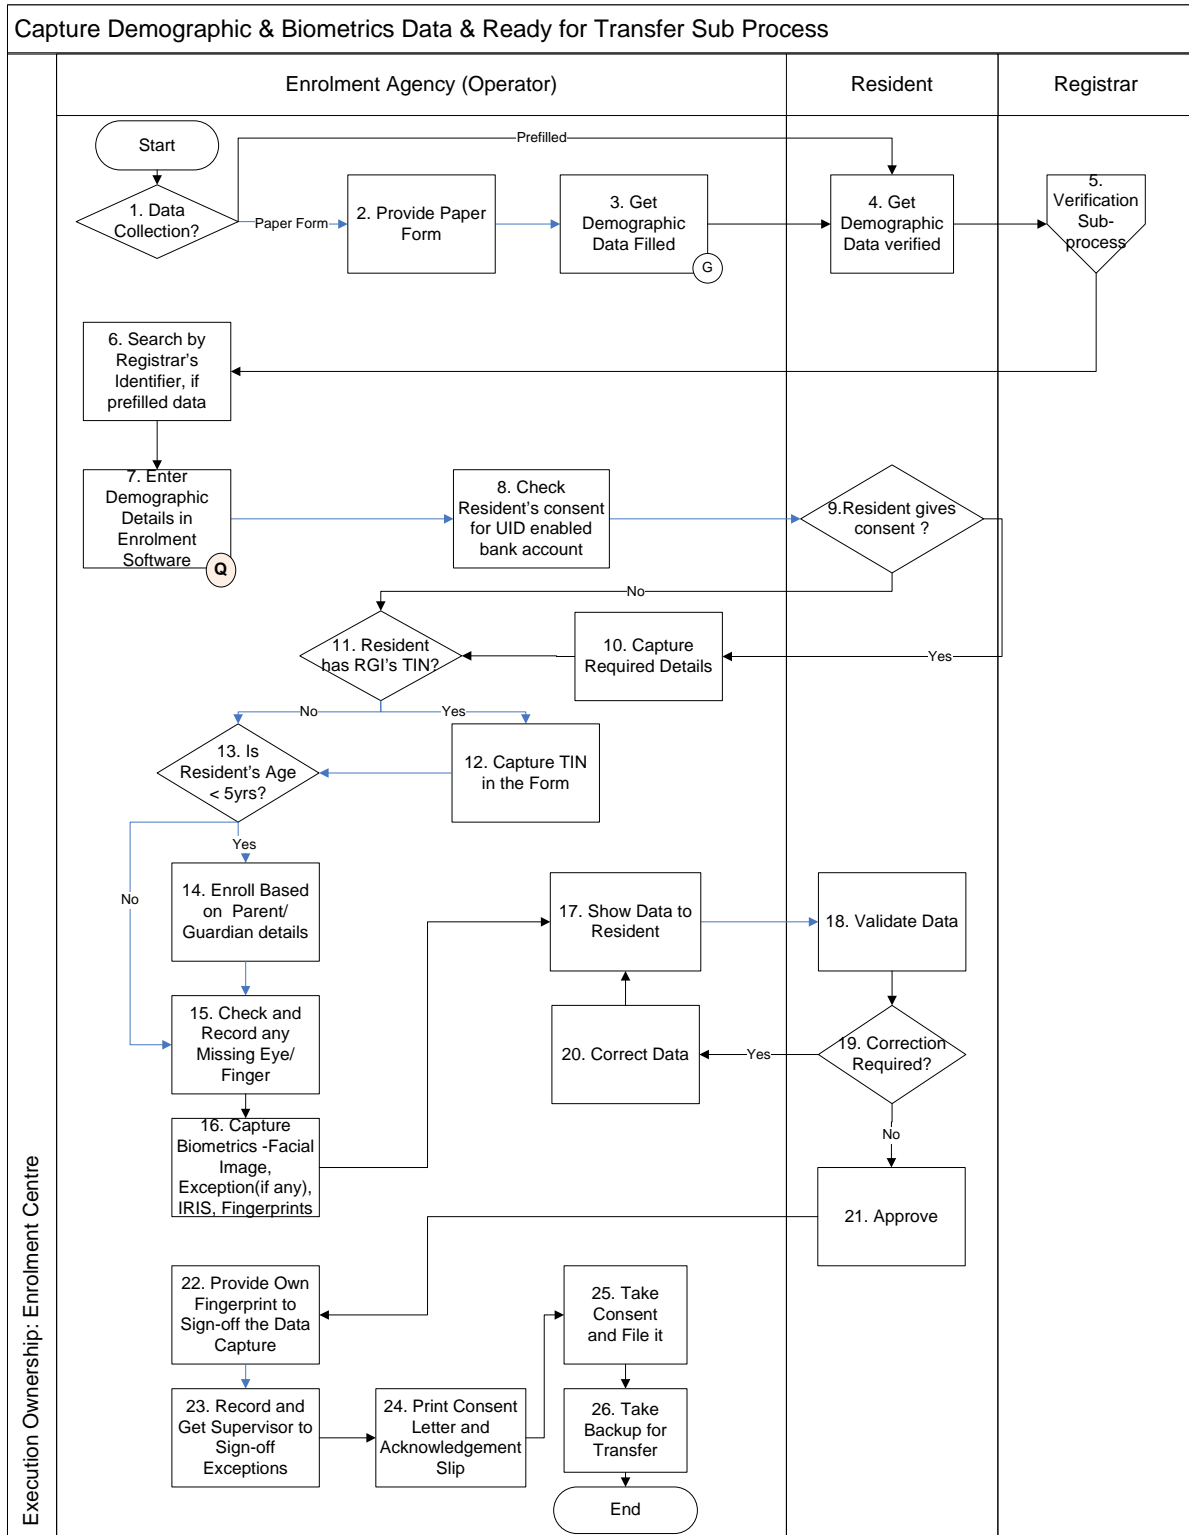 Capture Demographic & Biometrics Data & Ready for Transfer Sub Process
Enrolment Agency (Operator)
Resident
Registrar
Execution Ownership: Enrolment Centre
Start
Prefilled
1. Data
Collection?
Paper Form
2. Provide Paper
Form
3. Get
Demographic
Data Filled
G
4. Get
Demographic
Data verified
5.
Verification
Sub-
process
6. Search by
Registrar's
Identifier, if
prefilled data
7. Enter
Demographic
Details in
Enrolment
Software
Q
8. Check
Resident's consent
for UID enabled
bank account
9.Resident gives
consent ?
No
Yes
10. Capture
Required Details
11. Resident
has RGI's TIN?
No
Yes
12. Capture TIN
in the Form
13. Is
Resident's Age
< 5yrs?
Yes
No
14. Enroll Based
on Parent/
Guardian details
15. Check and
Record any
Missing Eye/
Finger
16. Capture
Biometrics -Facial
Image,
Exception(if any),
IRIS, Fingerprints
17. Show Data to
Resident
18. Validate Data
19. Correction
Required?
Yes
20. Correct Data
No
21. Approve
22. Provide Own
Fingerprint to
Sign-off the Data
Capture
23. Record and
Get Supervisor to
Sign-off
Exceptions
24. Print Consent
Letter and
Acknowledgement
Slip
25. Take
Consent
and File it
26. Take
Backup for
Transfer
End